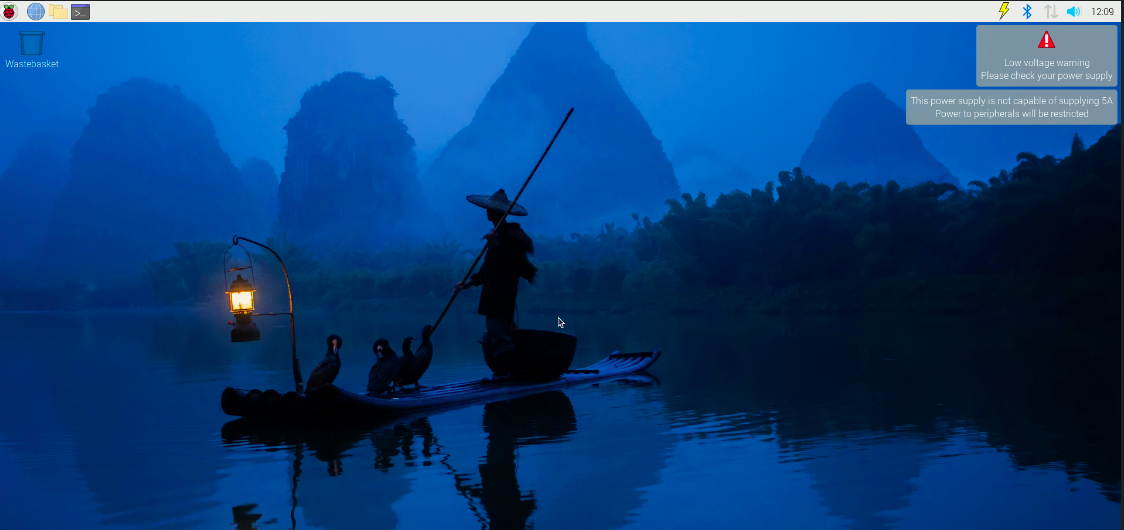 12:09
Wastebasket
Low voltage warning
Please check your power supply
This power supply is not capable of supplying 5A
Power to peripherals will be restricted